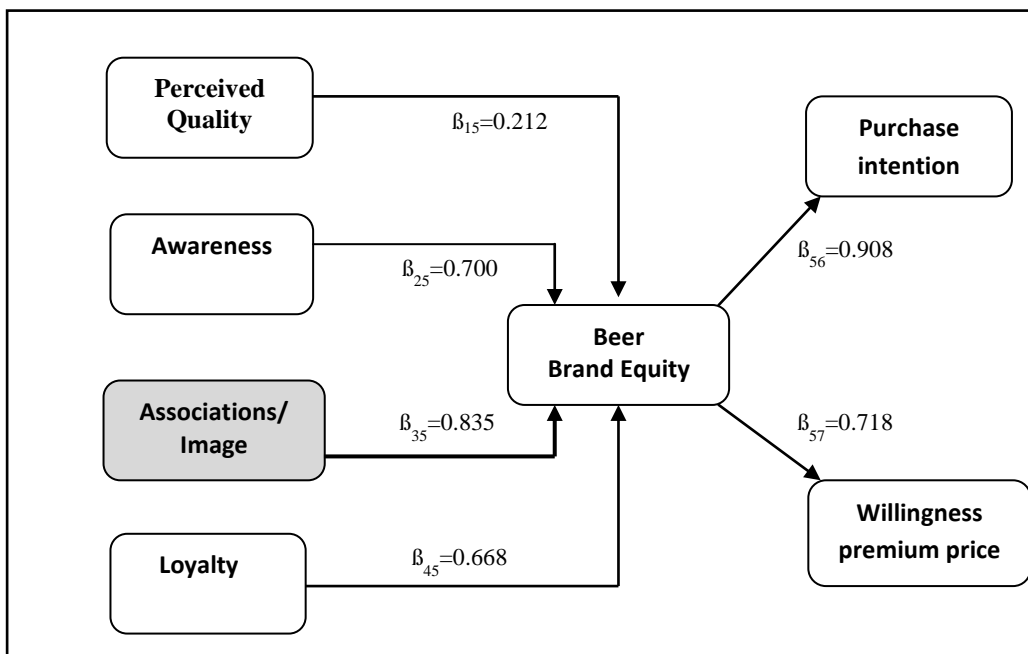 Perceived
Quality
ß15=0.212
Awareness
ß25=0.700
Associations/
Image
ß35=0.835
Loyalty
ß45=0.668
Beer
Brand Equity
Purchase
intention
ß56=0.908
ß57=0.718
Willingness
premium price